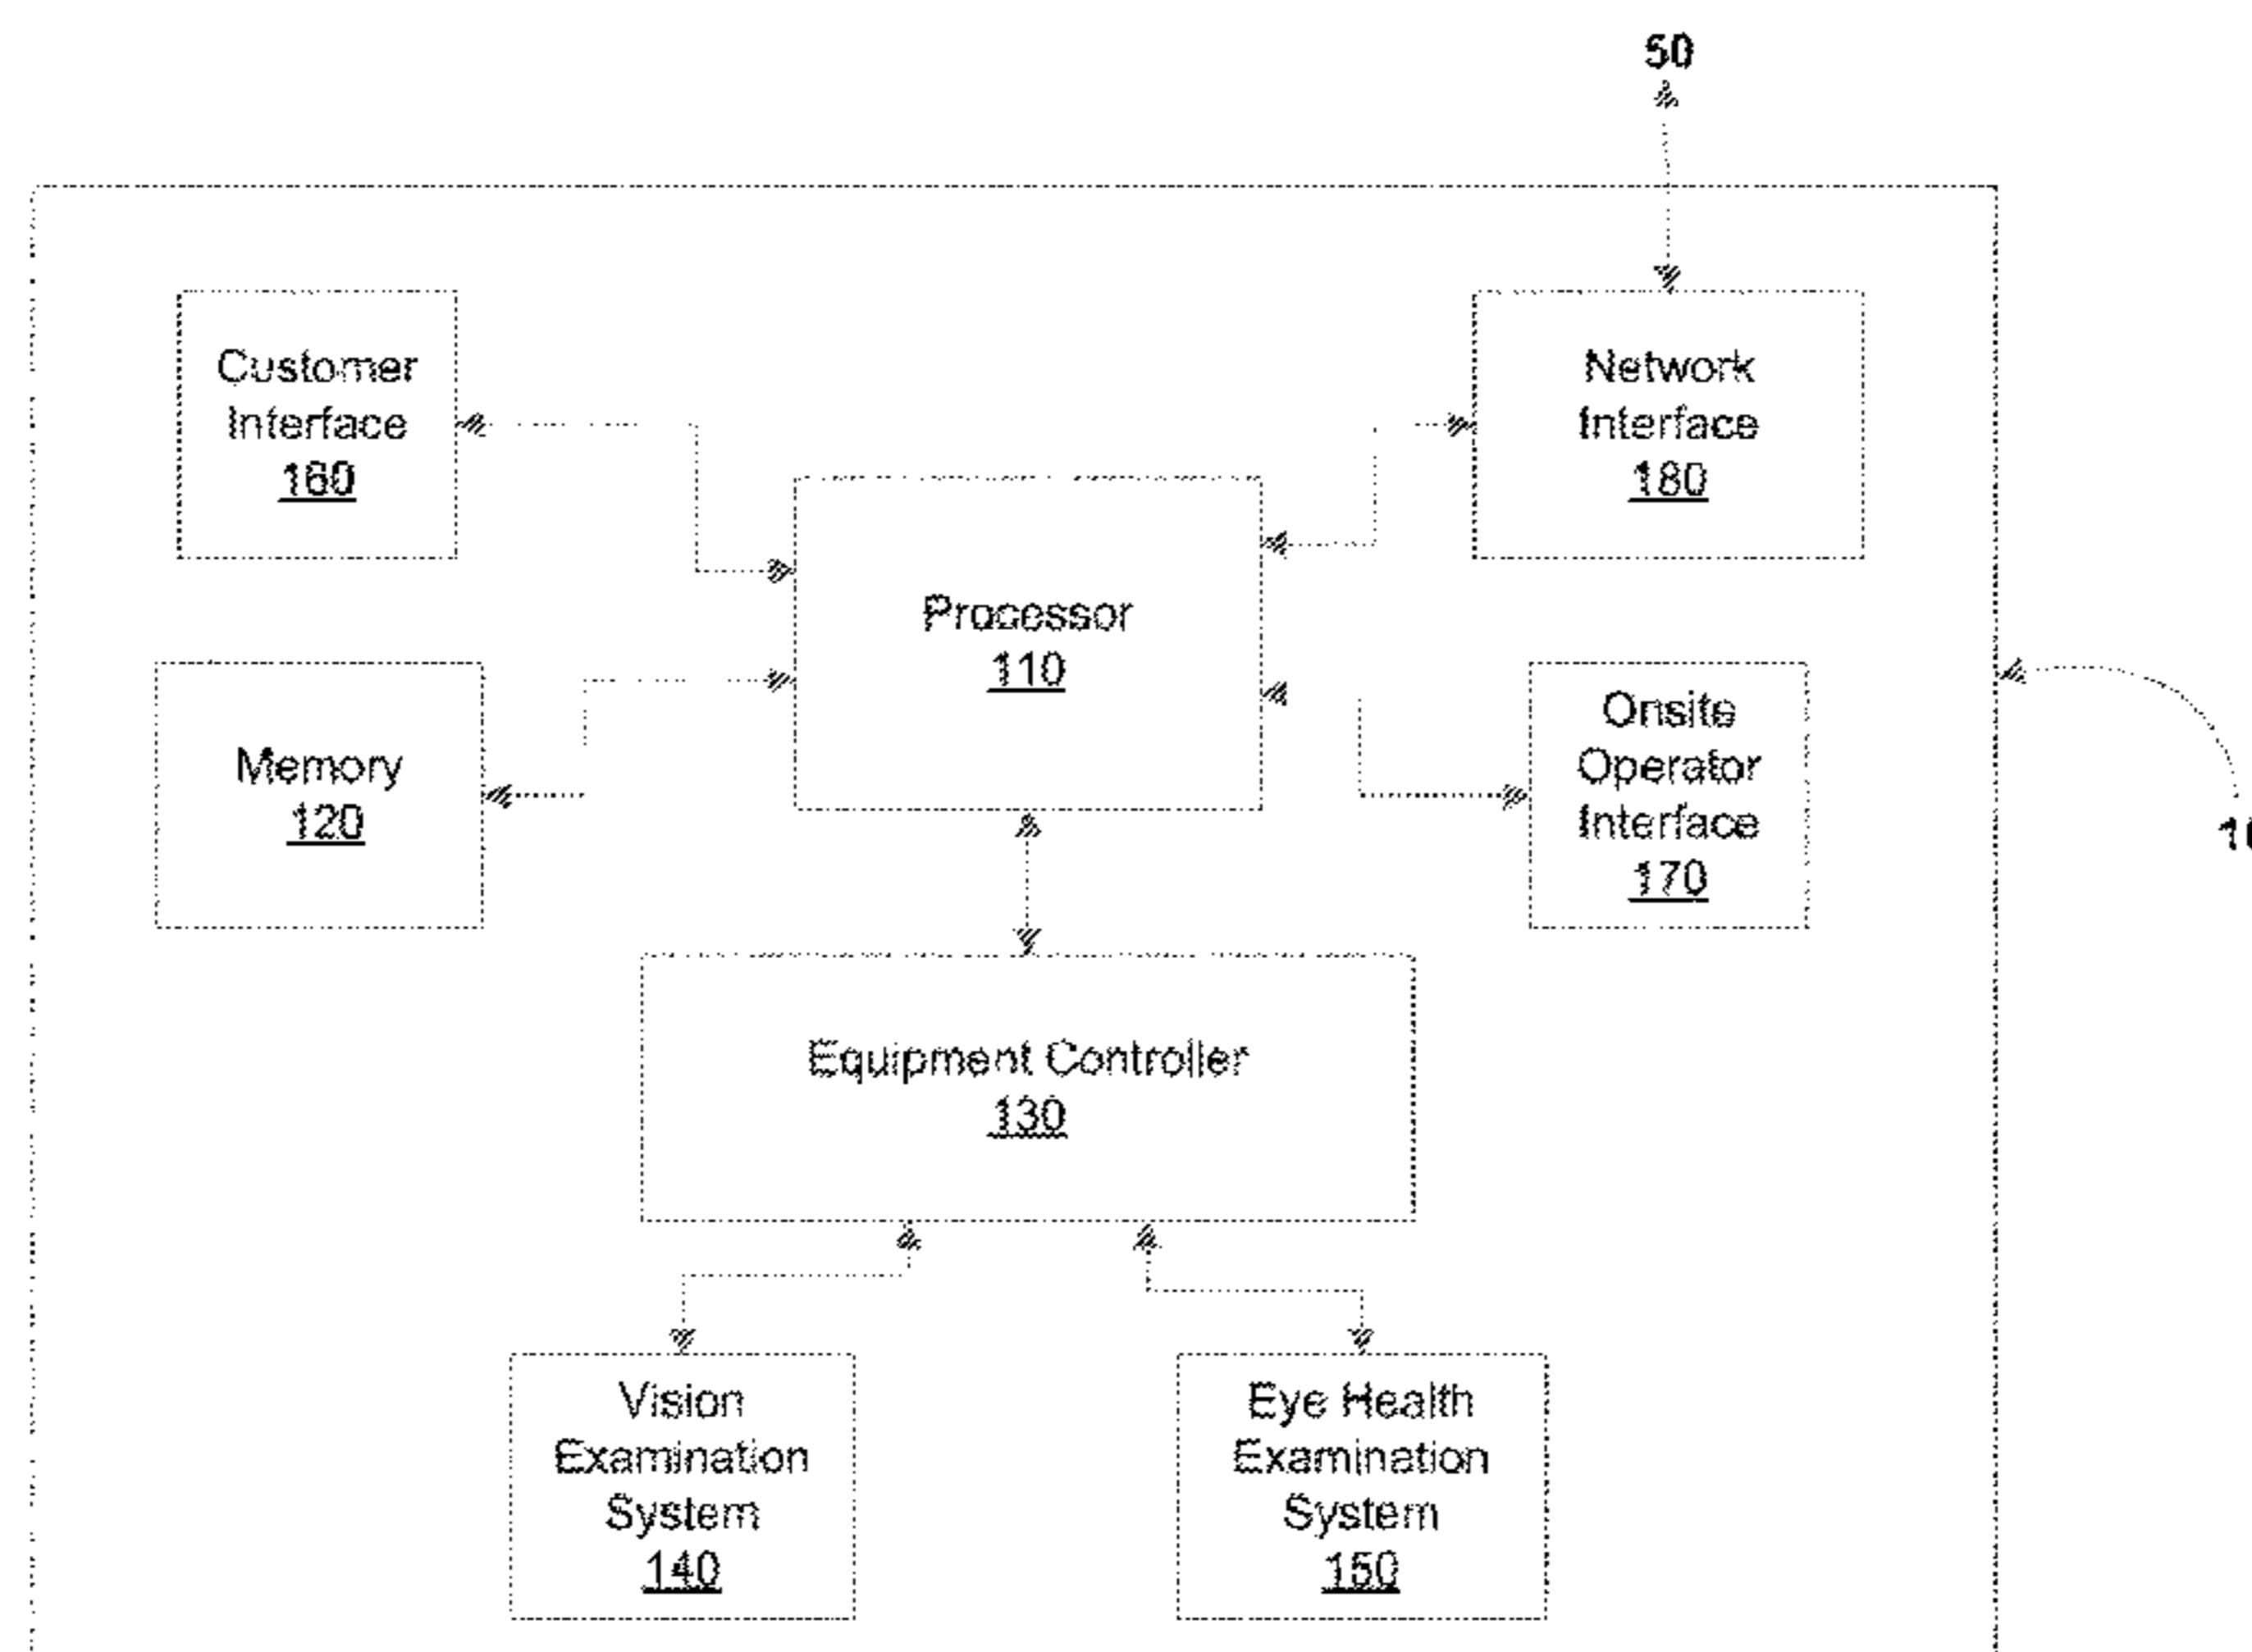 50
Customer
Interface
160
Network
Interface
180
Processor
110
Memory
120
Onsite
Operator
Interface
170
Equipment Controller
130
Vision
Examination
System
140
Eye Health
Examination
System
150